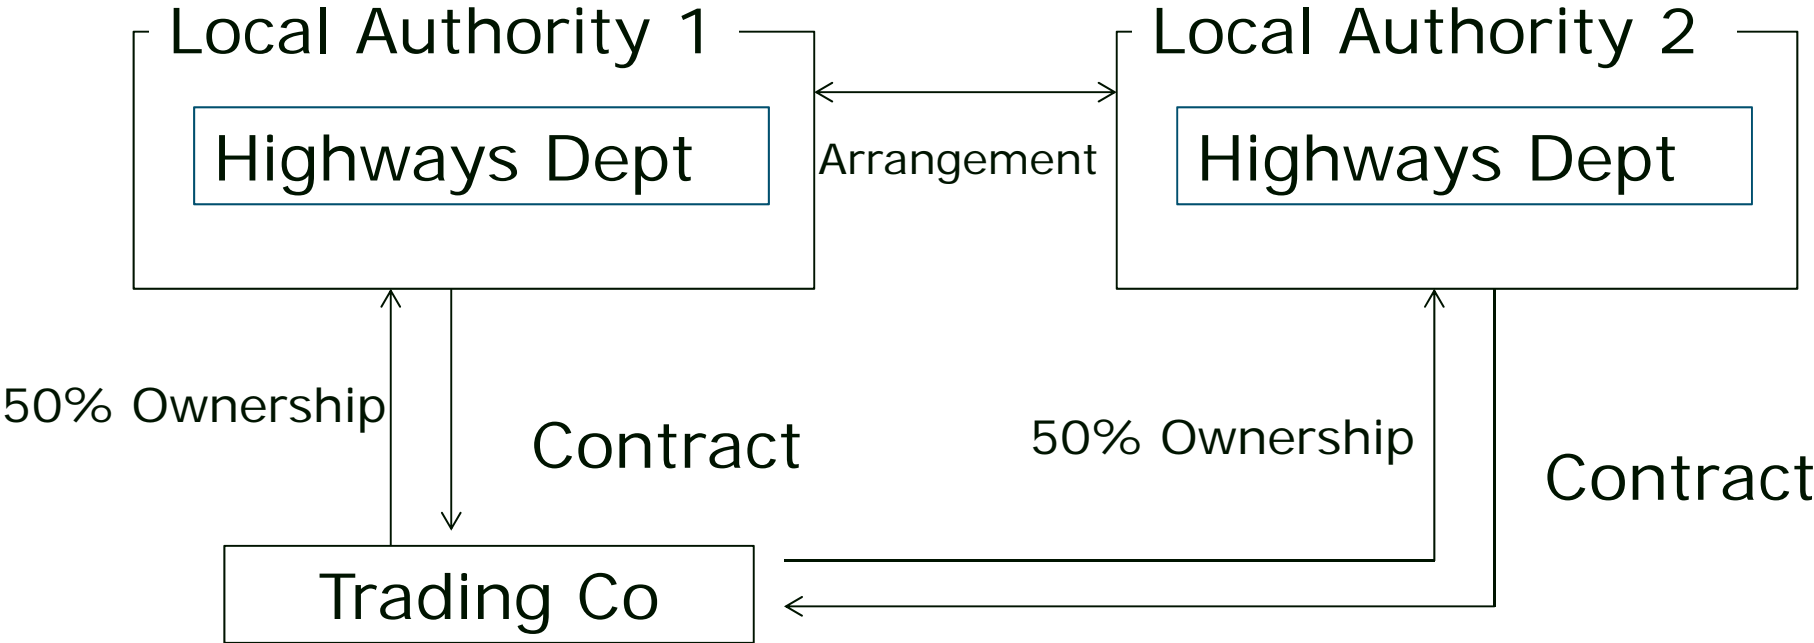 Local Authority 1
Local Authority 2
Highways Dept
Arrangement
Highways Dept
50% Ownership
Contract
50% Ownership
Contract
Trading Co